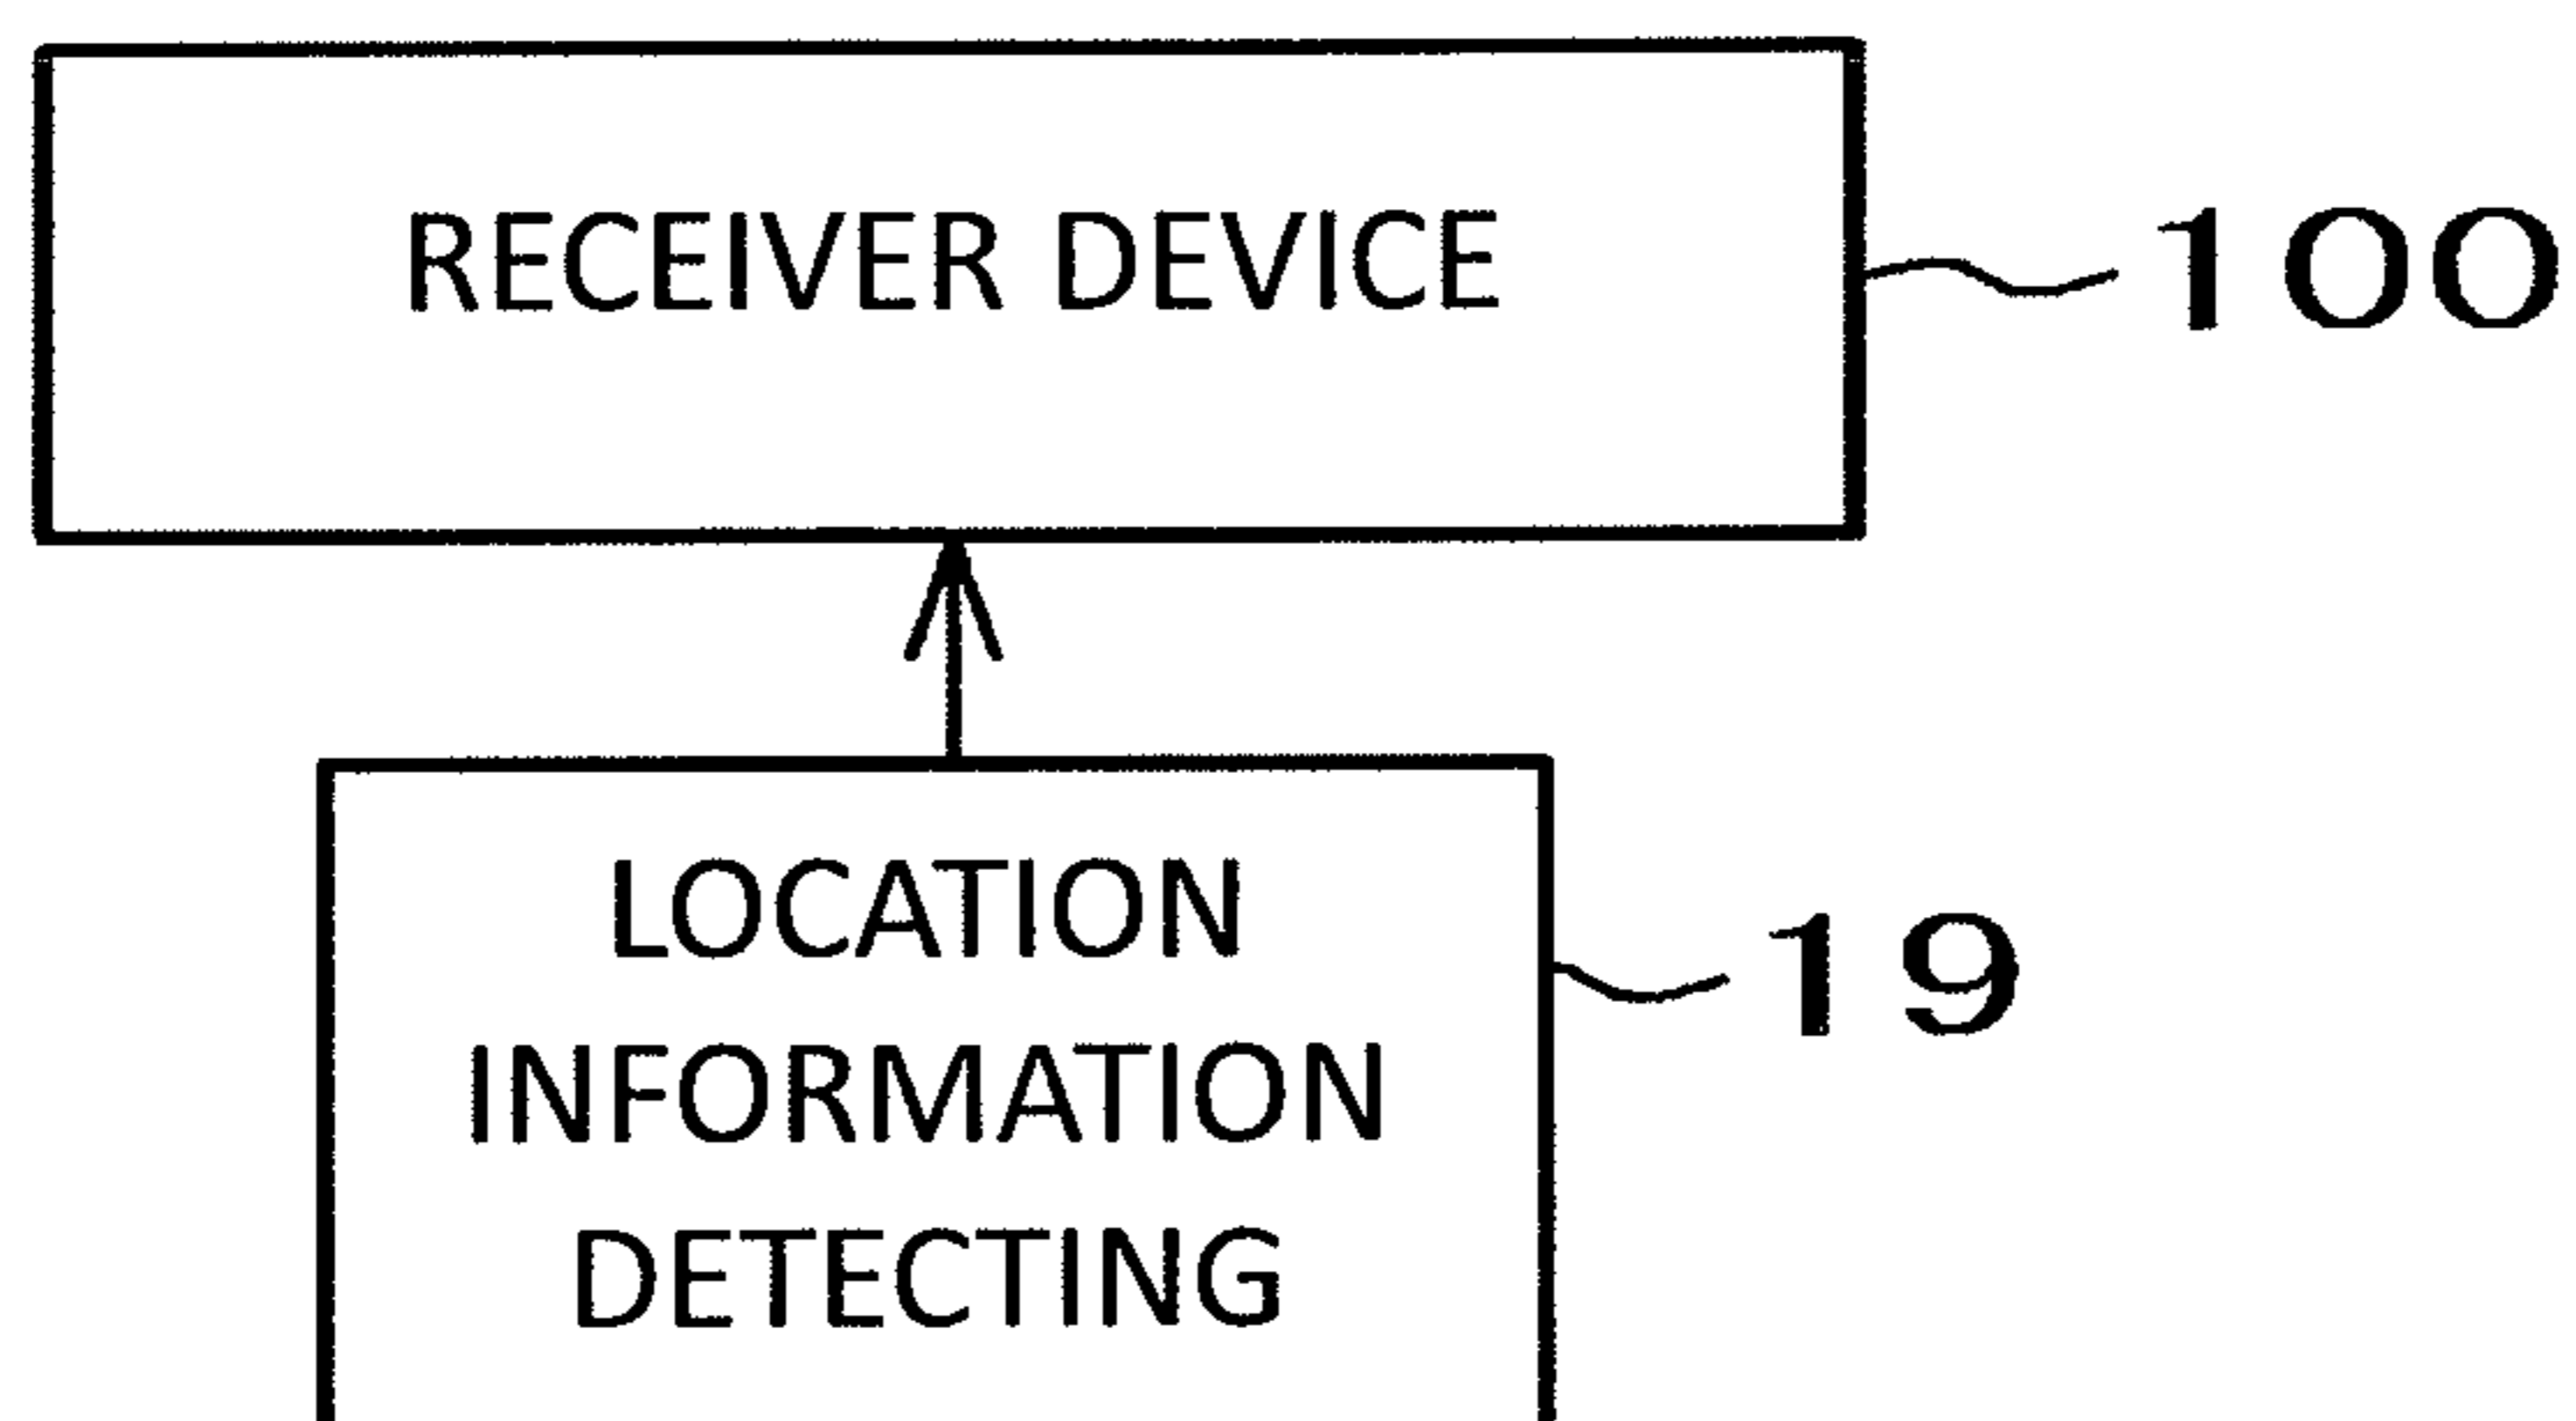 RECEIVER DEVICE
100
LOCATION
19
INFORMATION
DETECTING